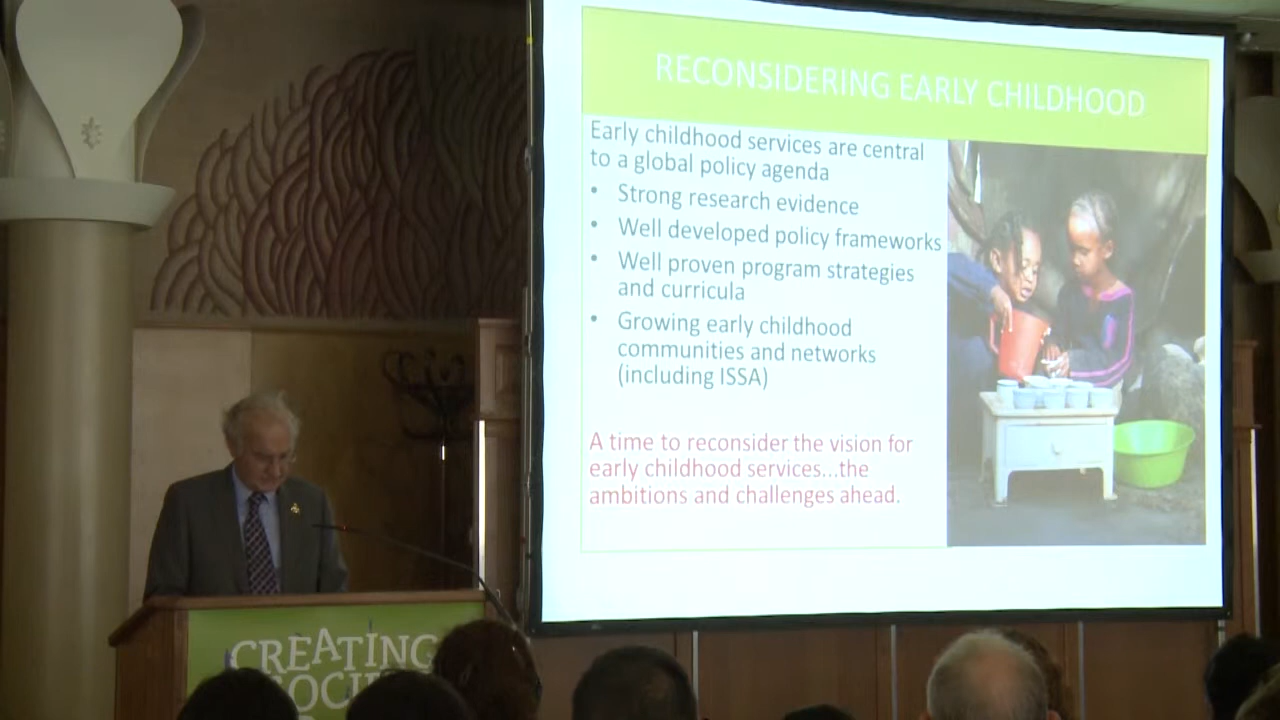 RECONSIDERING EARLY CHILDHOOD
Early childhood services are central
to a global policy agenda
• Strong research evidence
• Well developed policy frameworks
• Well proven program strategies
and curricula
• Growing early childhood
communities and networks
(including ISSA)
A time to reconsider the vision for
early childhood services...the
ambitions and challenges ahead.
CREATING